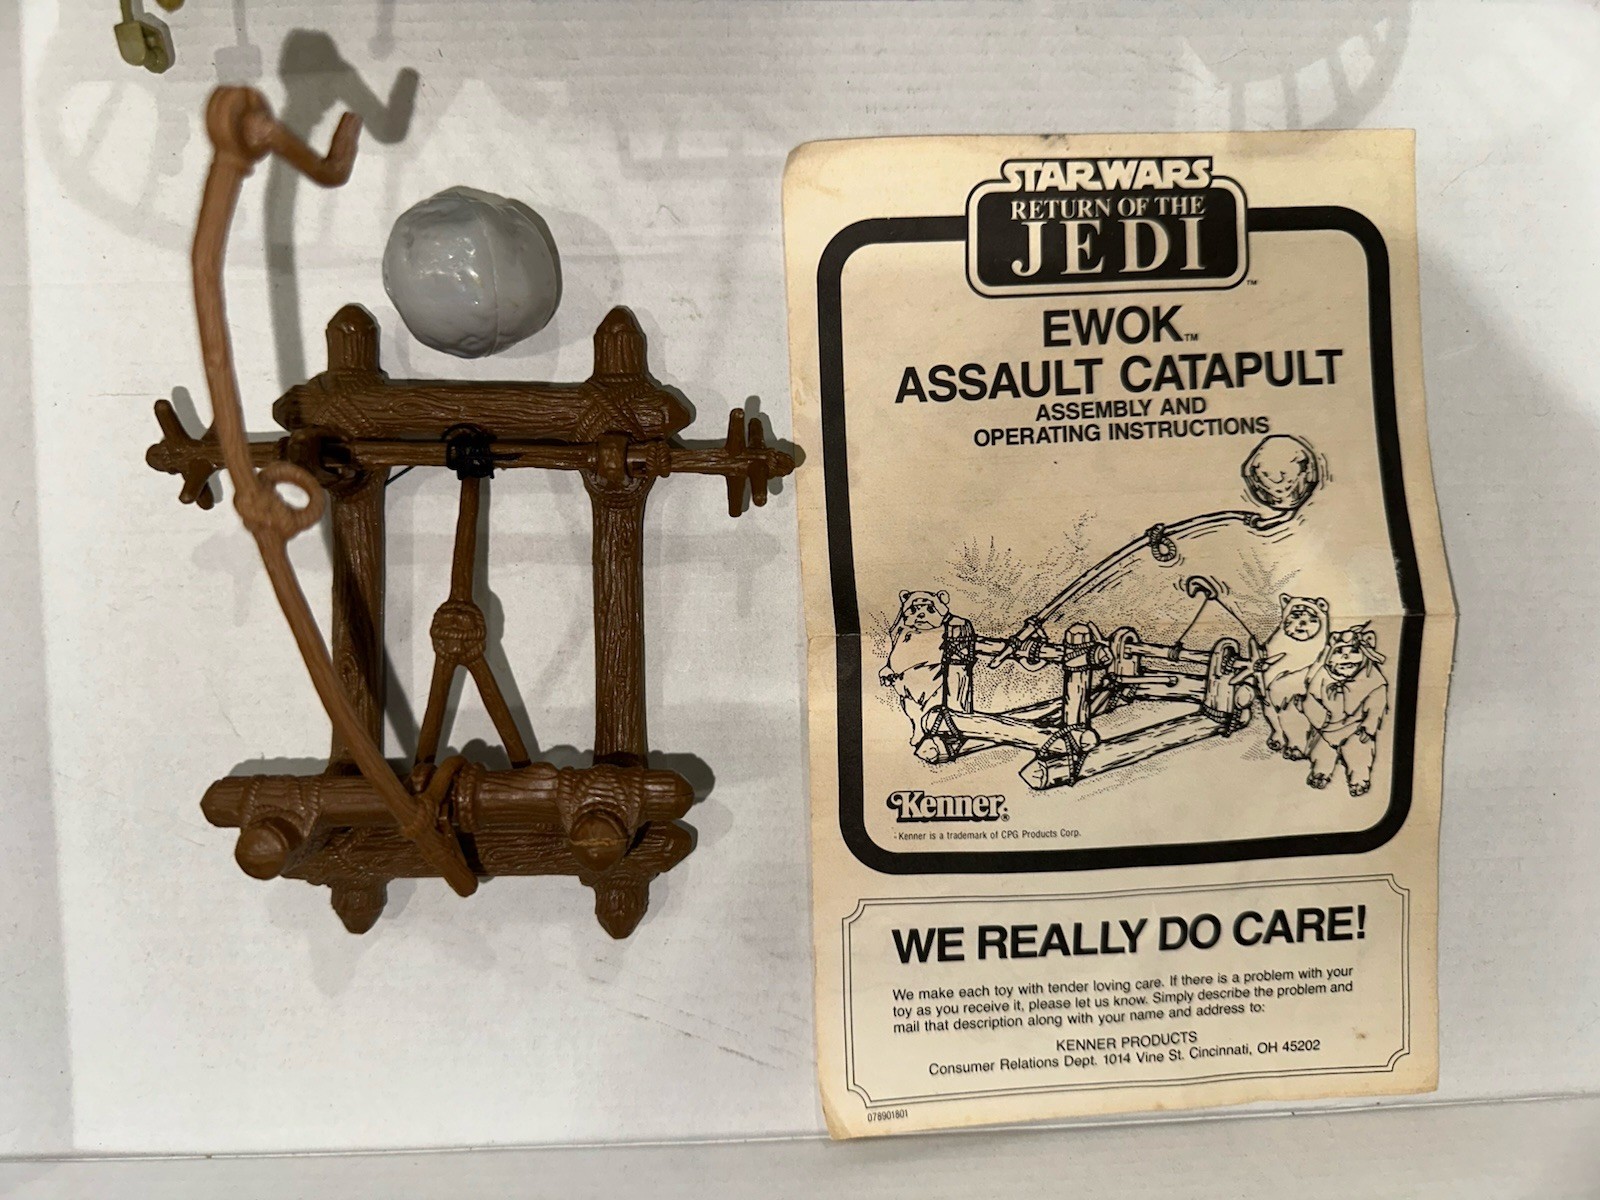 STAR WARS
RETURN OF THE
JEDI™
EWOK™
ASSAULT CATAPULT
ASSEMBLY AND
OPERATING INSTRUCTIONS
Kenner®
Kenner is a trademark of CPG Products Corp.
WE REALLY DO CARE!
We make each toy with tender loving care. If there is a problem with your
toy as you receive it, please let us know. Simply describe the problem and
mail that description along with your name and address to:
KENNER PRODUCTS
Consumer Relations Dept. 1014 Vine St. Cincinnati, OH 45202
078901801